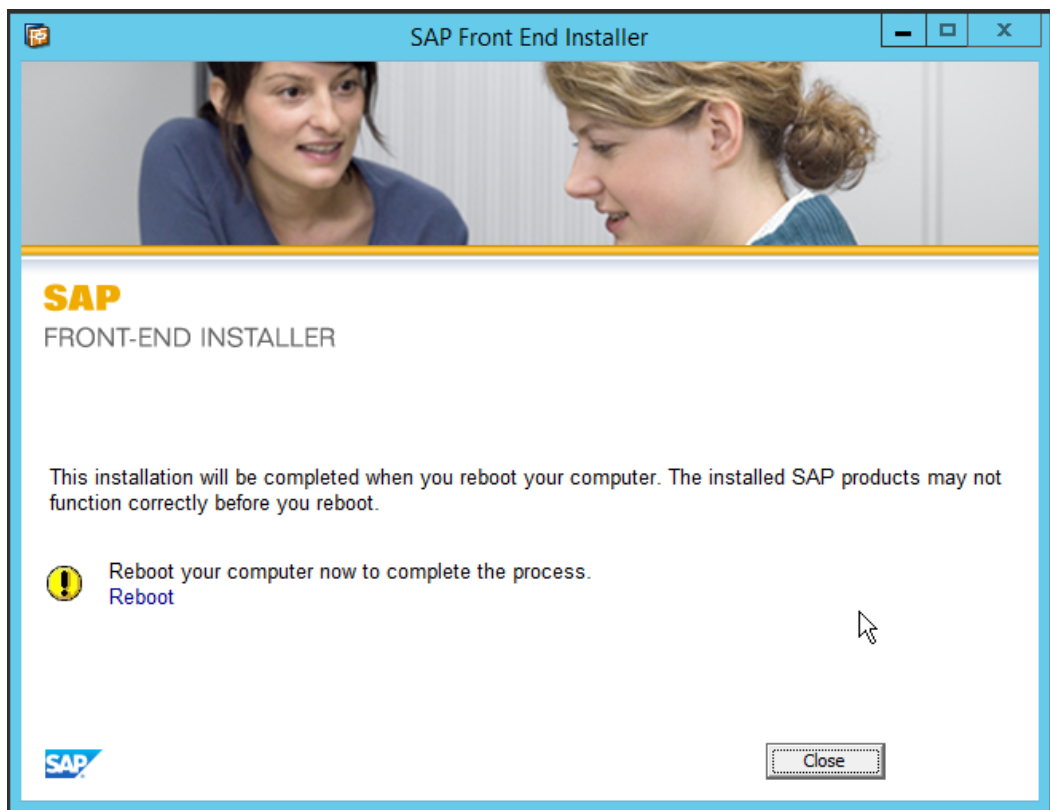 SAP Front End Installer
SAP
FRONT-END INSTALLER
This installation will be completed when you reboot your computer. The installed SAP products may not
function correctly before you reboot.
Reboot your computer now to complete the process.
Reboot
SAP
Close